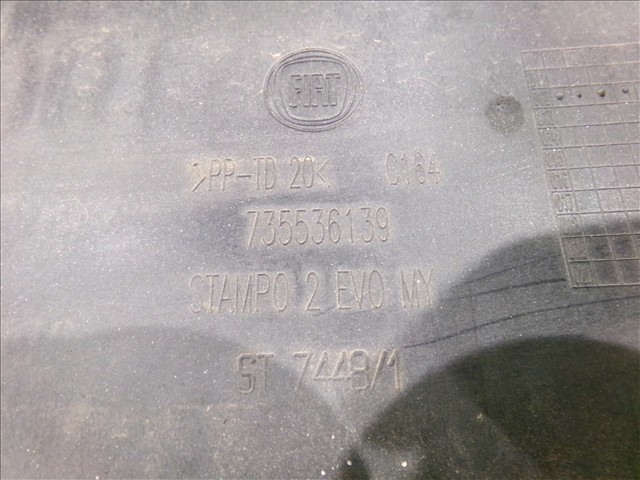 FIAT
>PP-TD 20< C184
735536139
STAMPO 2 EVO MY
ST 7448/1